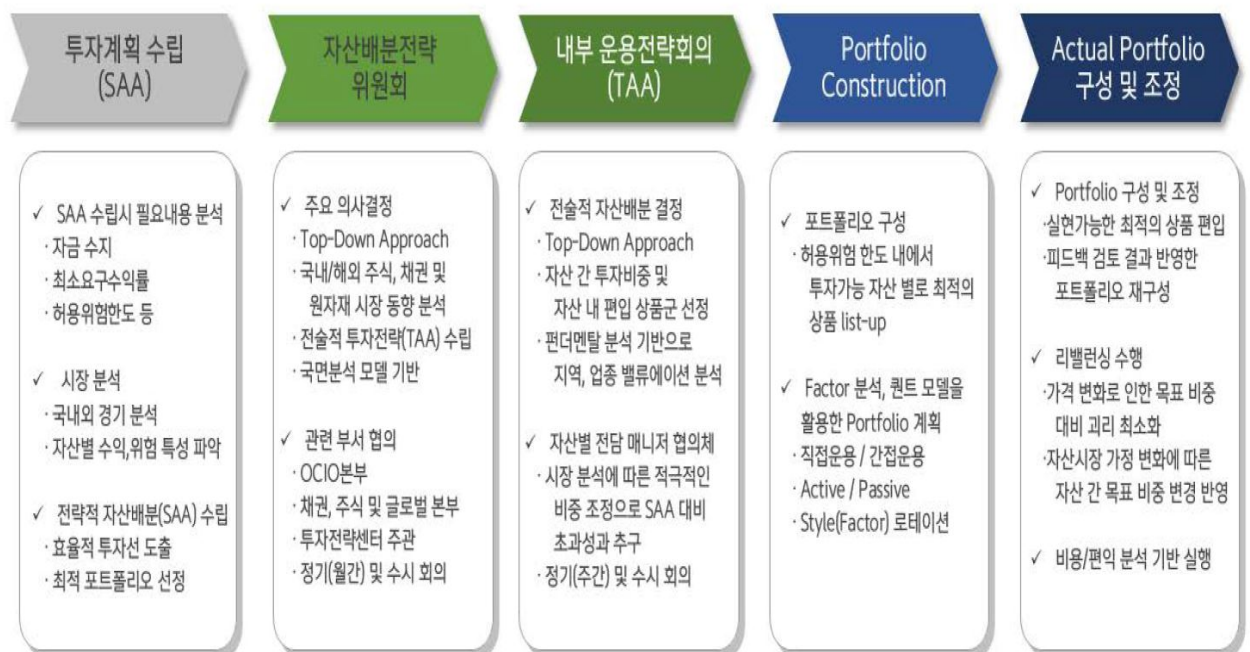 투자계획 수립
(SAA)
✓ SAA 수립시 필요내용 분석
· 자금 수지
· 최소요구수익률
· 허용위험한도 등
✓ 시장 분석
· 국내외 경기 분석
· 자산별 수익,위험 특성 파악
✓ 전략적 자산배분(SAA) 수립
· 효율적 투자선 도출
· 최적 포트폴리오 선정
자산배분전략
위원회
✓ 주요 의사결정
· Top-Down Approach
· 국내/해외 주식, 채권 및
원자재 시장 동향 분석
· 전술적 투자전략(TAA) 수립
· 국면분석 모델 기반
✓ 관련 부서 협의
· OCIO본부
· 채권, 주식 및 글로벌 본부
· 투자전략센터 주관
· 정기(월간) 및 수시 회의
내부 운용전략회의
(TAA)
✓ 전술적 자산배분 결정
· Top-Down Approach
· 자산 간 투자비중 및
자산 내 편입 상품군 선정
· 펀더멘탈 분석 기반으로
지역, 업종 밸류에이션 분석
✓ 자산별 전담 매니저 협의체
· 시장 분석에 따른 적극적인
비중 조정으로 SAA 대비
초과성과 추구
· 정기(주간) 및 수시 회의
Portfolio
Construction
✓ 포트폴리오 구성
· 허용위험 한도 내에서
투자가능 자산 별로 최적의
상품 list-up
✓ Factor 분석, 퀀트 모델을
활용한 Portfolio 계획
· 직접운용 / 간접운용
· Active / Passive
· Style(Factor) 로테이션
Actual Portfolio
구성 및 조정
✓ Portfolio 구성 및 조정
·실현가능한 최적의 상품 편입
·피드백 검토 결과 반영한
포트폴리오 재구성
✓ 리밸런싱 수행
·가격 변화로 인한 목표 비중
대비 괴리 최소화
·자산시장 가정 변화에 따른
자산 간 목표 비중 변경 반영
✓ 비용/편익 분석 기반 실행